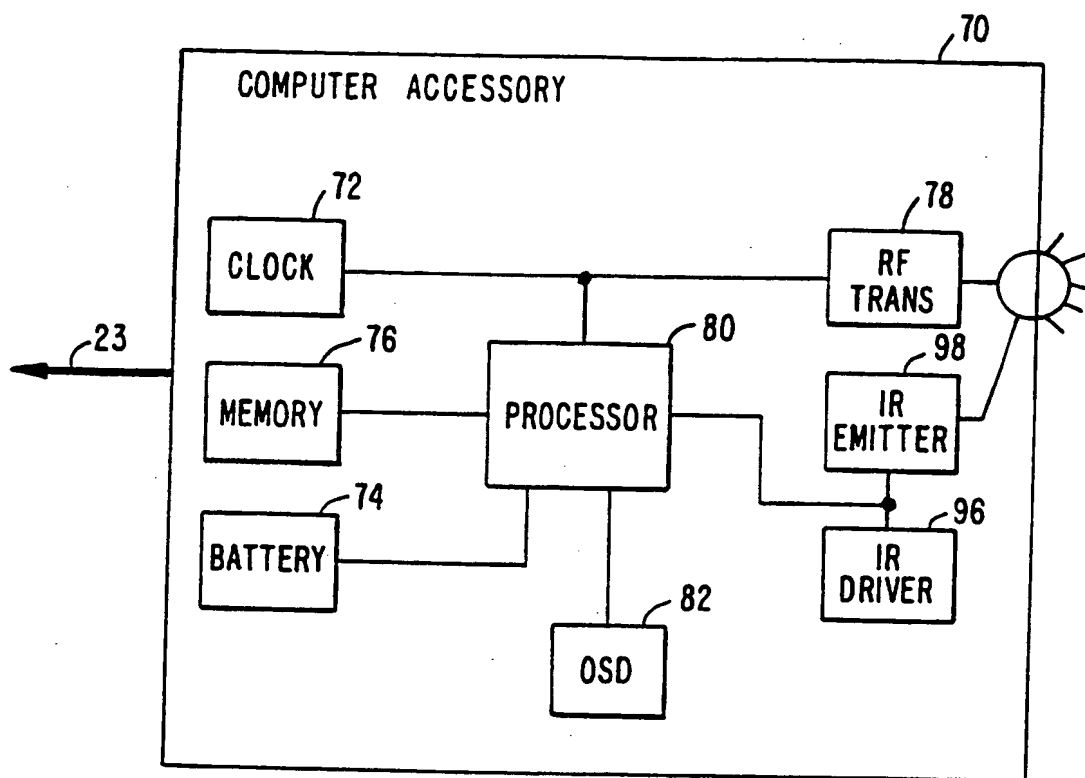 70
COMPUTER ACCESSORY
72
CLOCK
78
RF
TRANS
23
76
MEMORY
80
PROCESSOR
98
IR
EMITTER
74
BATTERY
96
IR
DRIVER
82
OSD